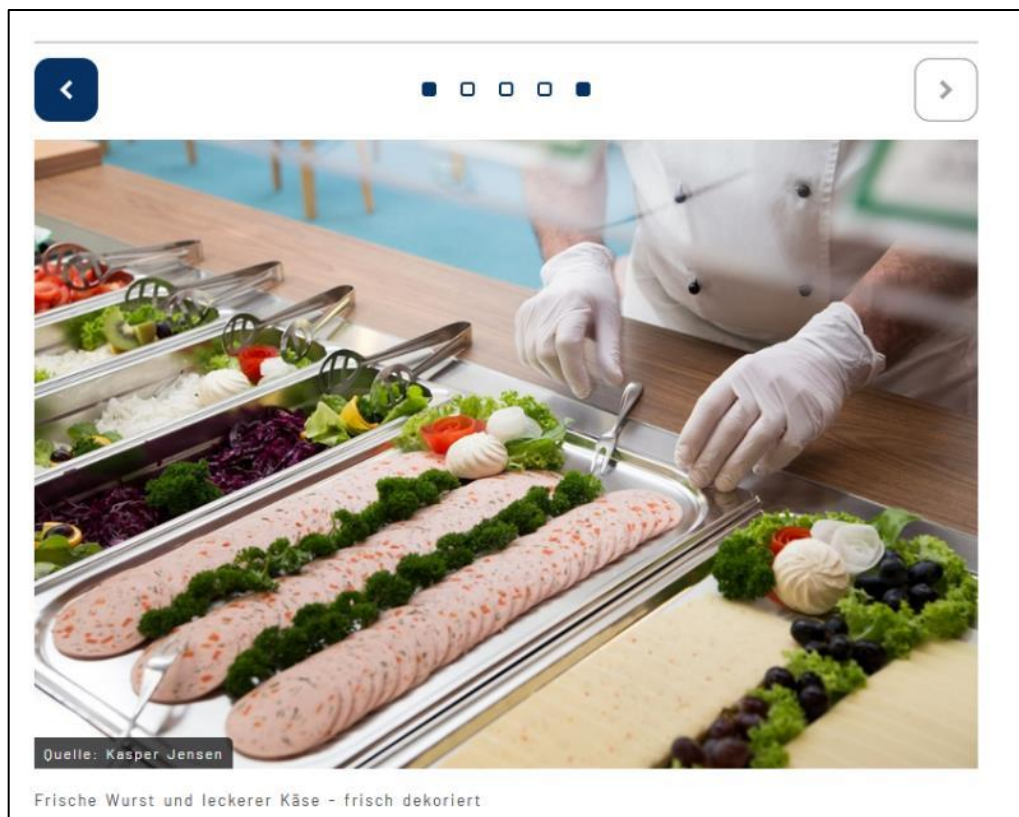 Quelle: Kasper Jensen
Frische Wurst und leckerer Käse - frisch dekoriert